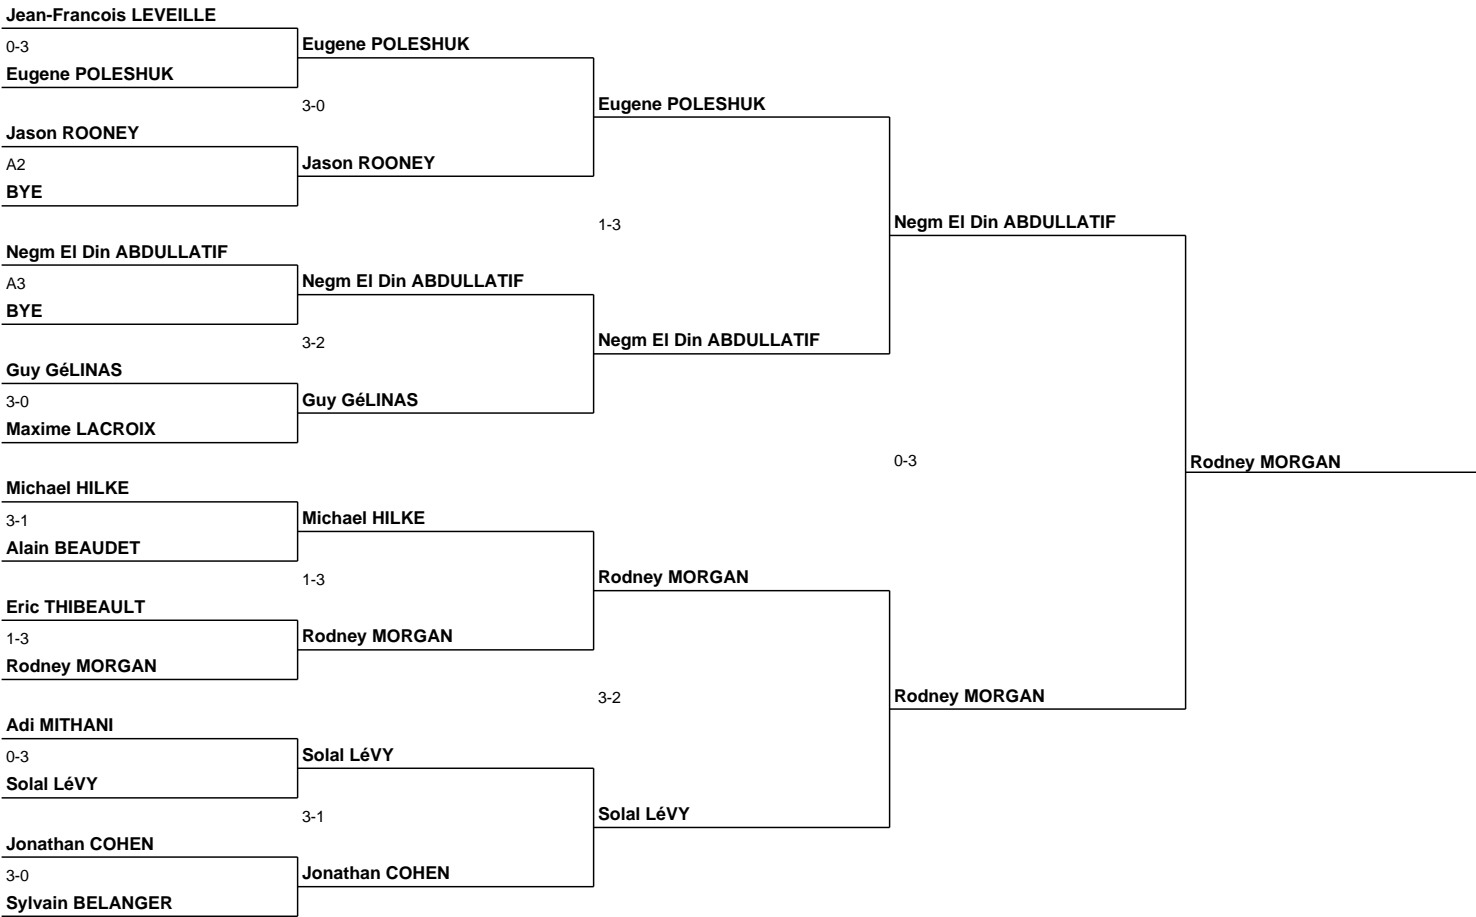 Jean-Francois LEVEILLE
0-3
Eugene POLESHUK
Jason ROONEY
A2
BYE
Negm El Din ABDULLATIF
A3
BYE
Guy GéLINAS
3-0
Maxime LACROIX
Michael HILKE
3-1
Alain BEAUDET
Eric THIBEAULT
1-3
Rodney MORGAN
Adi MITHANI
0-3
Solal LéVY
Jonathan COHEN
3-0
Sylvain BELANGER
Eugene POLESHUK
3-0
Jason ROONEY
Negm El Din ABDULLATIF
3-2
Guy GéLINAS
Michael HILKE
1-3
Rodney MORGAN
Solal LéVY
3-1
Jonathan COHEN
Eugene POLESHUK
1-3
Negm El Din ABDULLATIF
Rodney MORGAN
3-2
Solal LéVY
Negm El Din ABDULLATIF
0-3
Rodney MORGAN
Rodney MORGAN